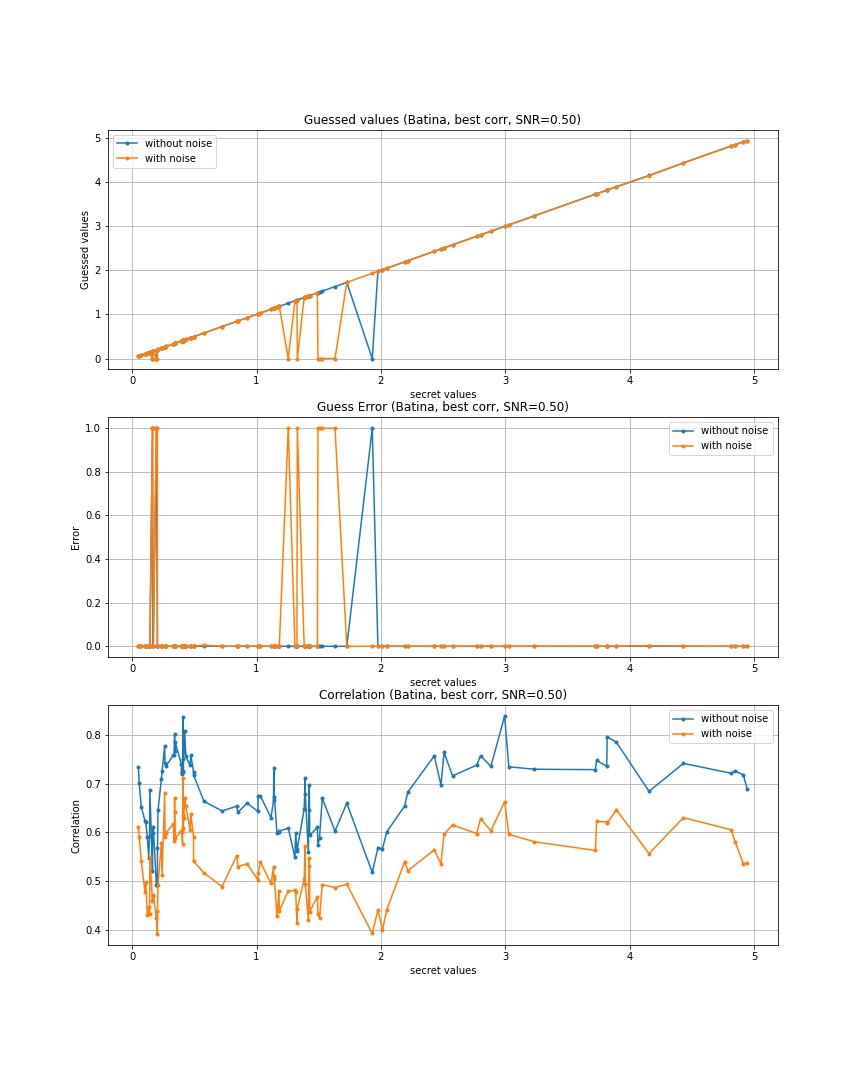 Guessed values (Batina, best corr, SNR=0.50)
without noise
with noise
5
4
3
2
1
0
Guessed values
0 1 2 3 4 5
secret values
Guess Error (Batina, best corr, SNR=0.50)
without noise
with noise
1.0
0.8
0.6
0.4
0.2
0.0
Error
0 1 2 3 4 5
secret values
Correlation (Batina, best corr, SNR=0.50)
without noise
with noise
0.8
0.7
0.6
0.5
0.4
Correlation
0 1 2 3 4 5
secret values